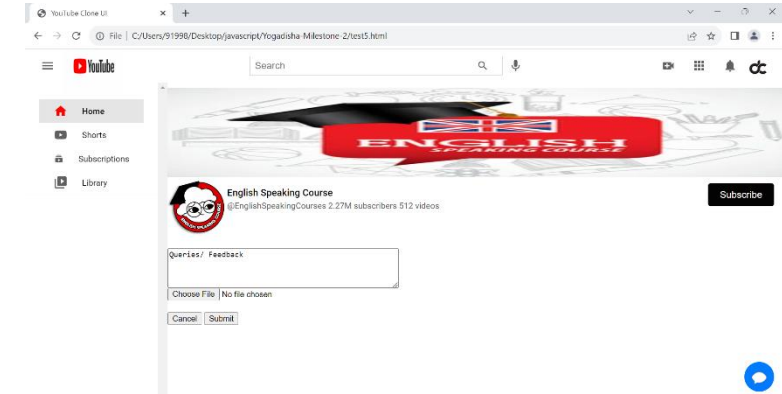 YouTube Clone UI
File | C:/Users/91998/Desktop/javascript/Yogadisha-Milestone-2/test5.html
YouTube
Search
dc
Home
Shorts
Subscriptions
Library
ENGLISH
SPEAKING COURSE
English Speaking Course
@EnglishSpeakingCourses 2.27M subscribers 512 videos
Subscribe
Queries/ Feedback
Choose File No file chosen
Cancel Submit